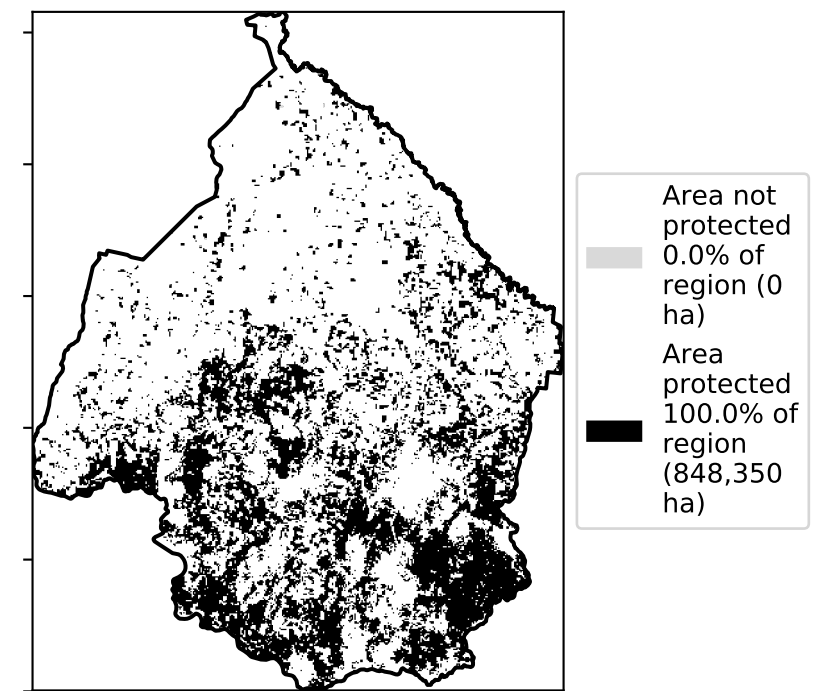 Area not
protected
0.0% of
region (0
ha)
Area
protected
100.0% of
region
(848,350
ha)